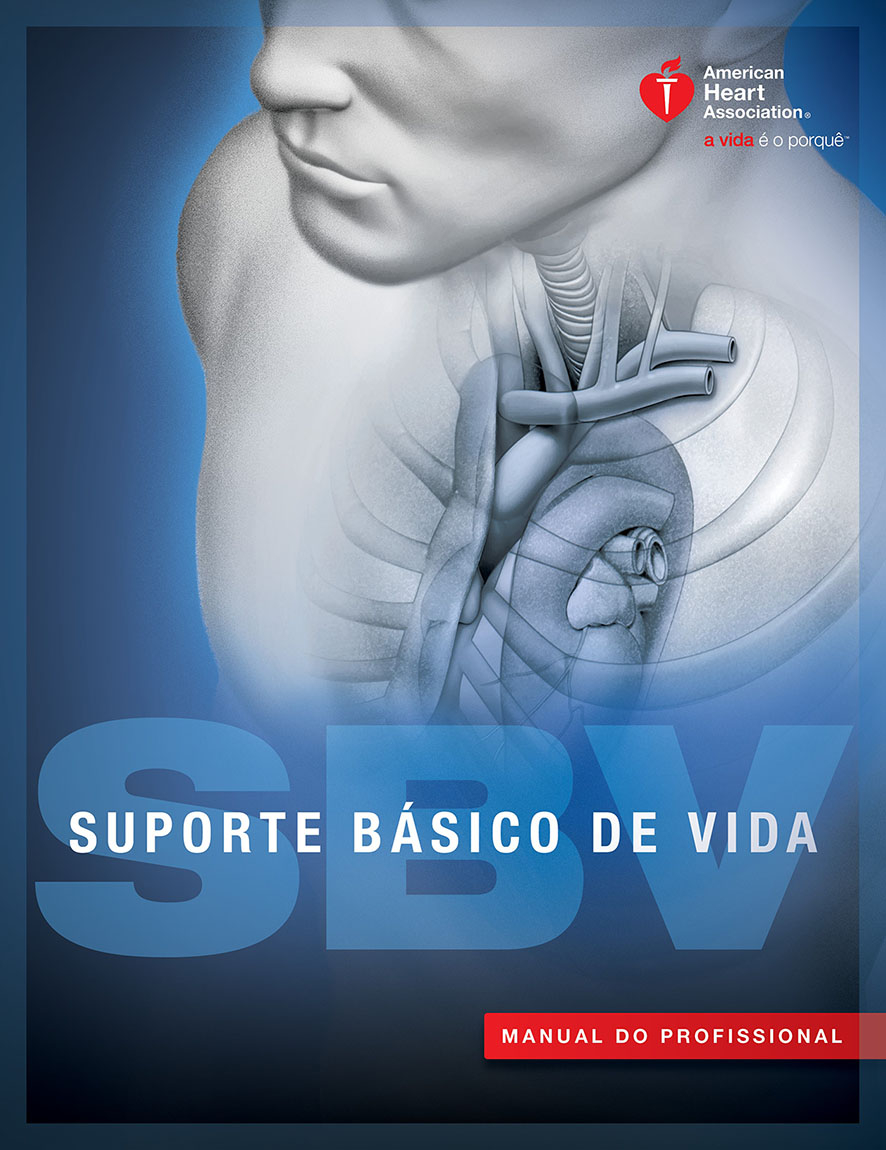 American
Heart
Association®
a vida é o porquê™
SBV
SUPORTE BÁSICO DE VIDA
MANUAL DO PROFISSIONAL